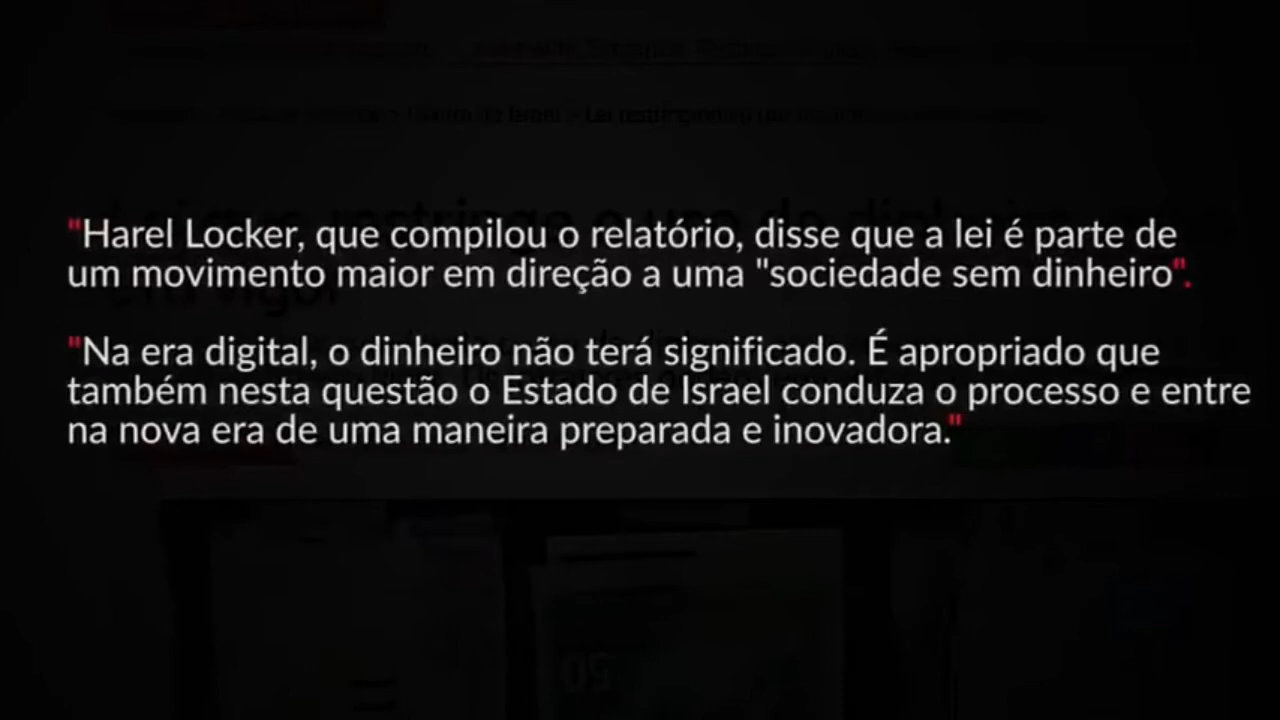 "Harel Locker, que compilou o relatório, disse que a lei é parte de
um movimento maior em direção a uma "sociedade sem dinheiro".
"Na era digital, o dinheiro não terá significado. É apropriado que
também nesta questão o Estado de Israel conduza o processo e entre
na nova era de uma maneira preparada e inovadora."